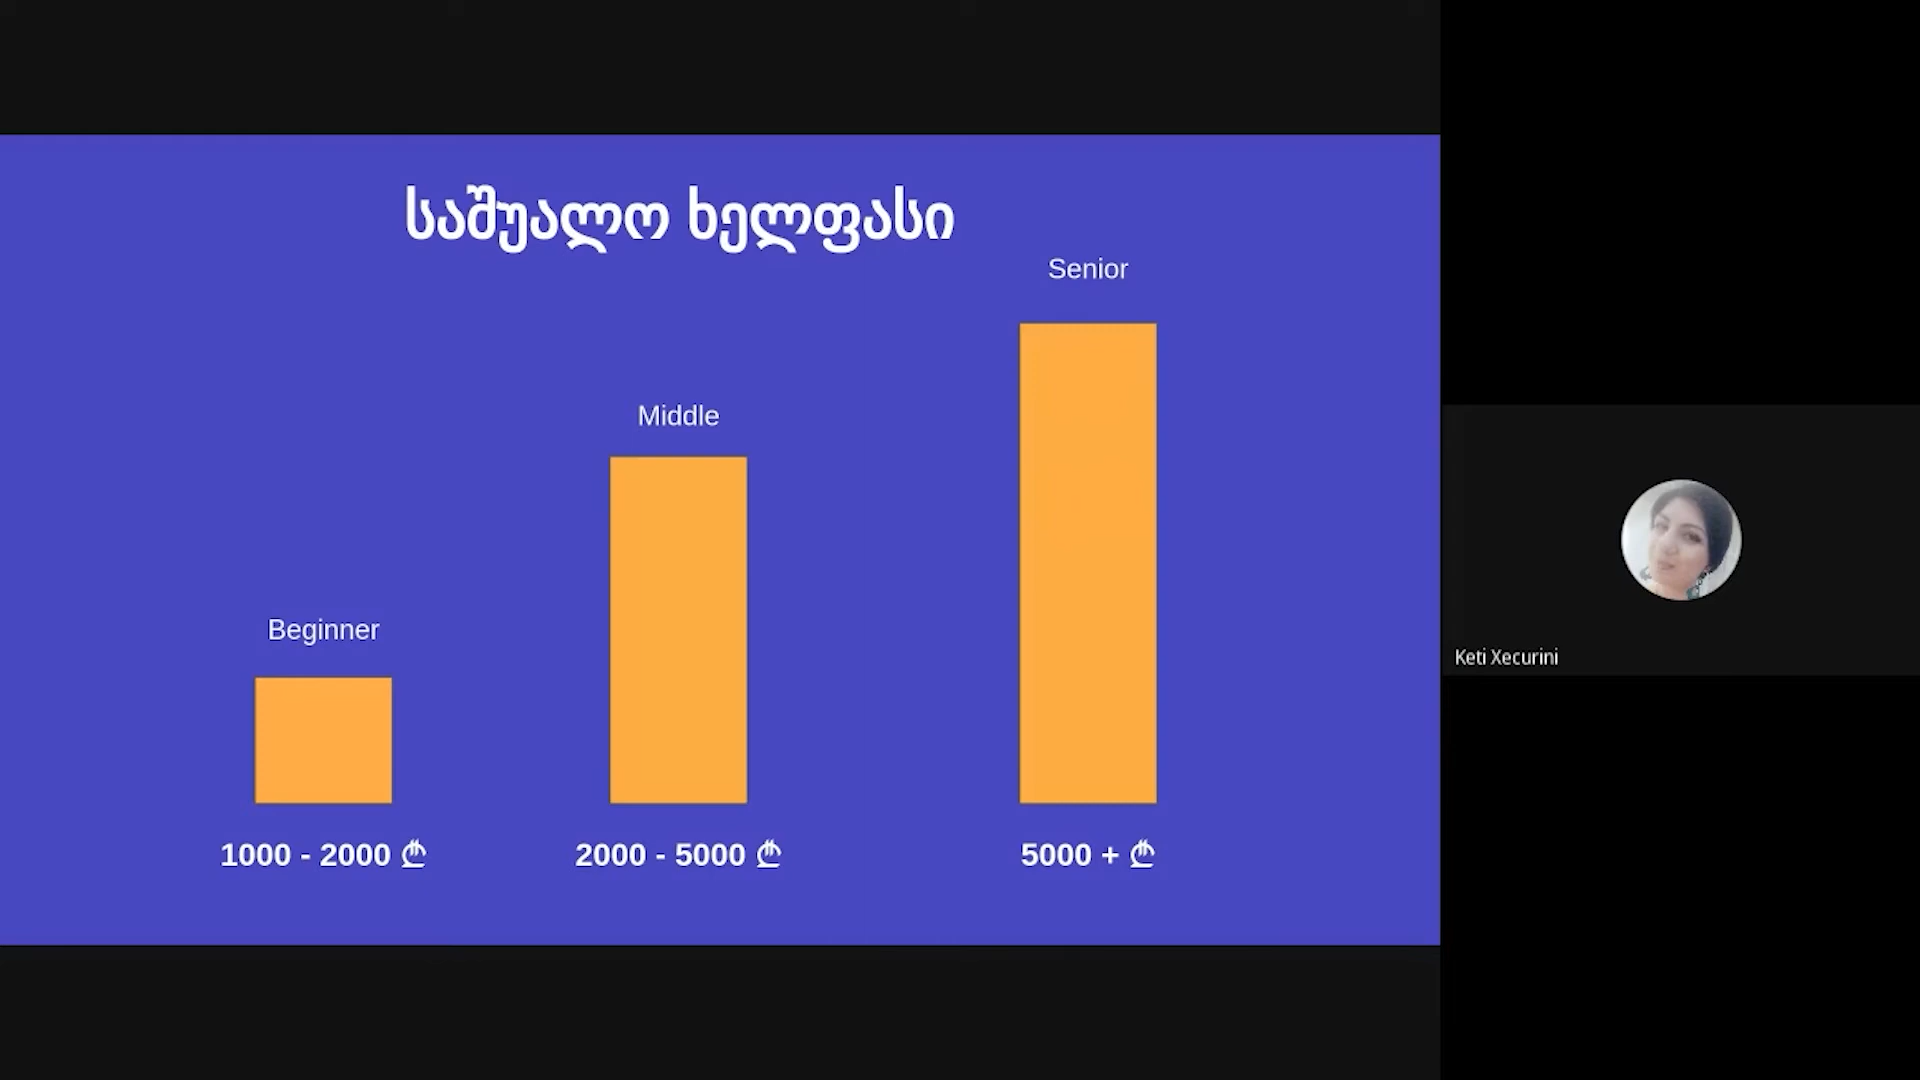 საშუალო ხელფასი
Senior
Middle
Beginner
1000 - 2000 ₾
2000 - 5000 ₾
5000 + ₾
Keti Xecurini